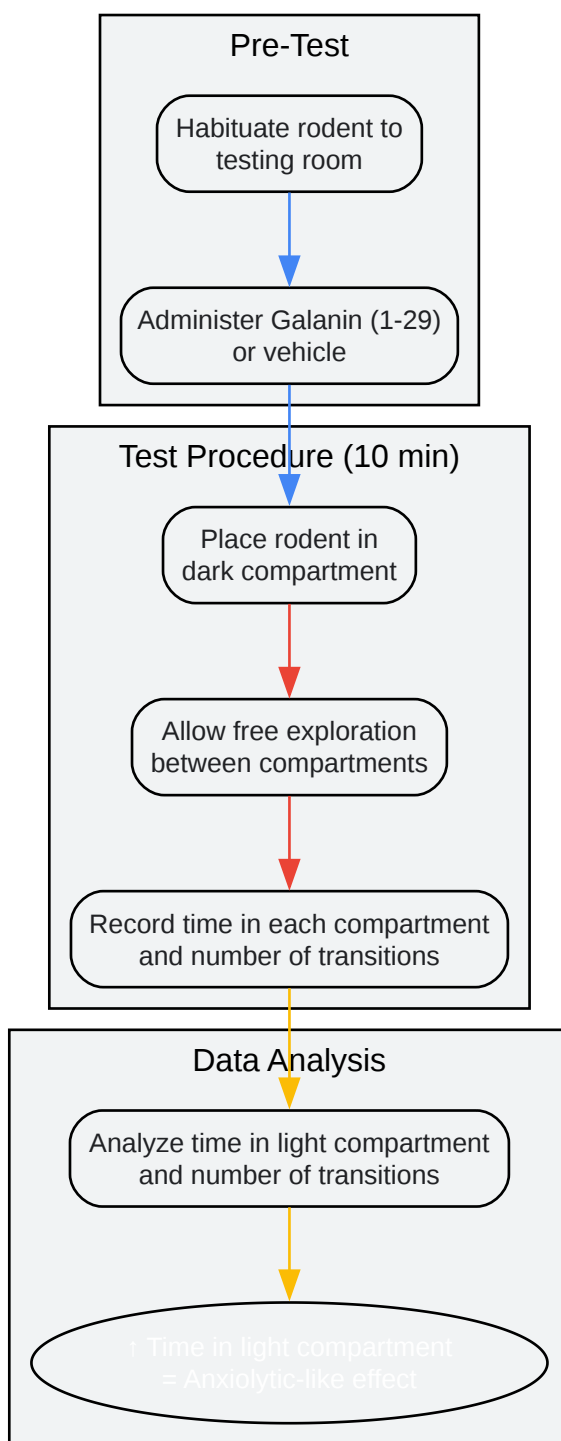 Pre-Test
Habituate rodent to
testing room
Administer Galanin (1-29)
or vehicle
Test Procedure (10 min)
Place rodent in
dark compartment
Allow free exploration
between compartments
Record time in each compartment
and number of transitions
Data Analysis
Analyze time in light compartment
and number of transitions
↑ Time in light compartment
= Anxiolytic-like effect